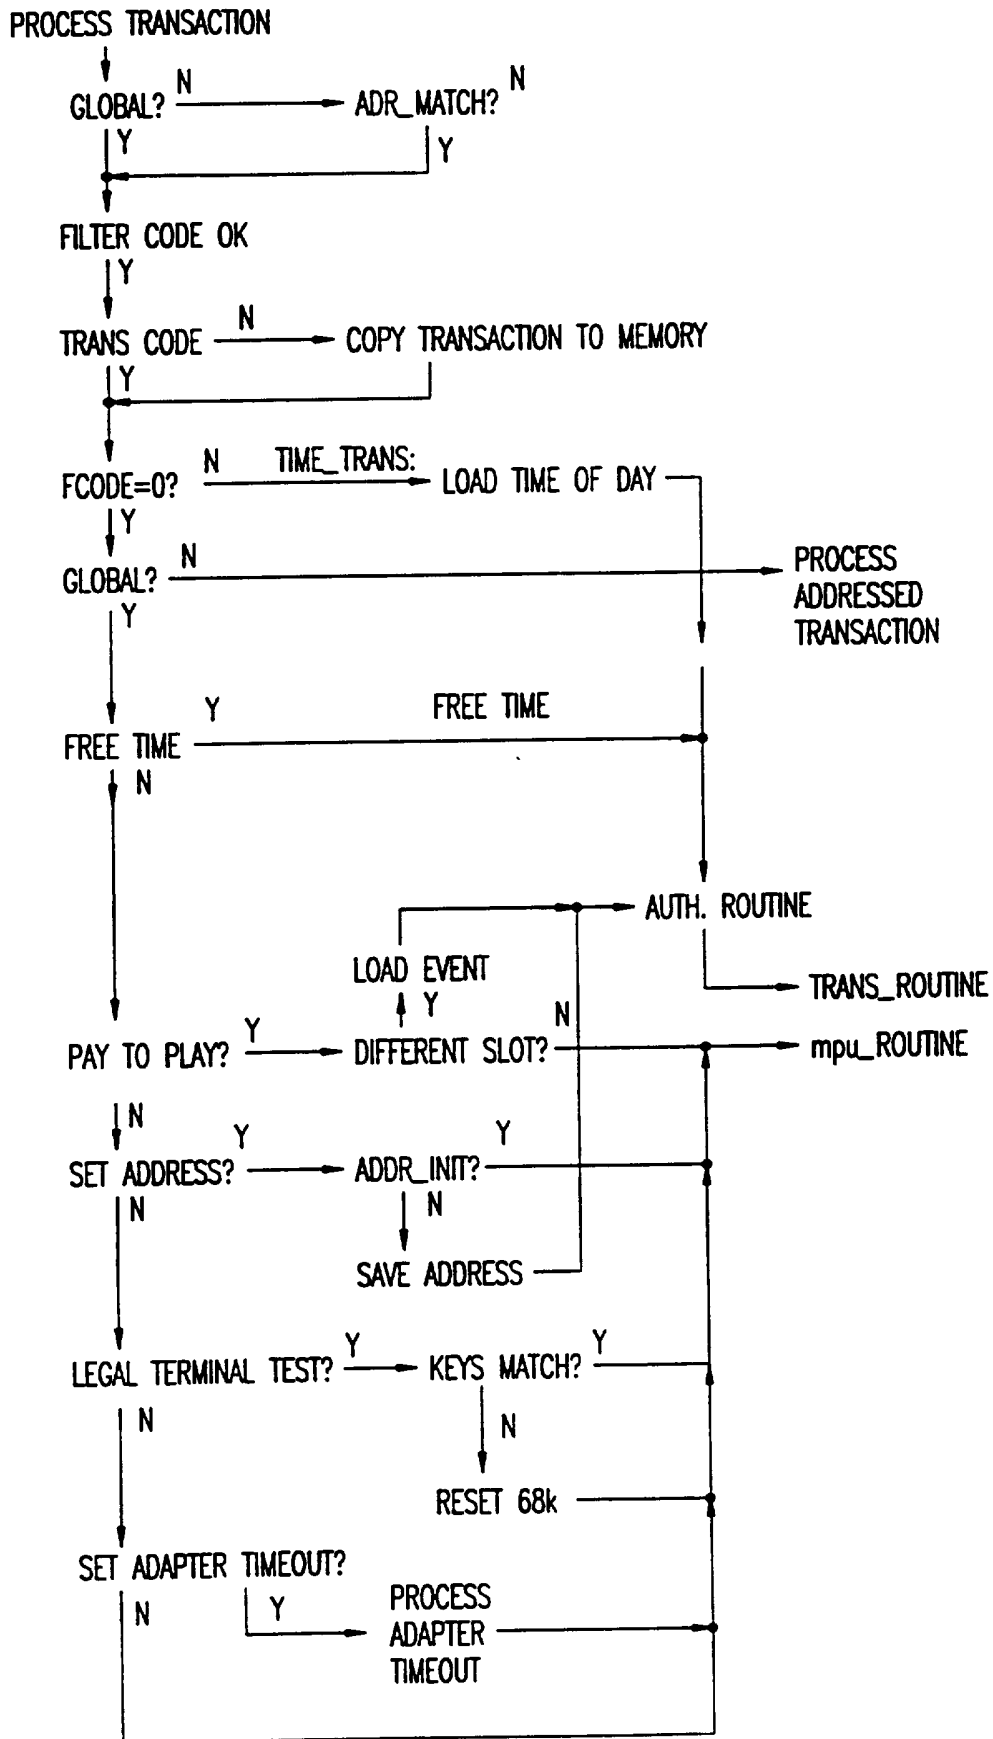 PROCESS TRANSACTION
N
N
GLOBAL?
ADR_MATCH?
Y
Y
FILTER CODE OK
Y
N
TRANS CODE
COPY TRANSACTION TO MEMORY
Y
N
TIME_TRANS:
FCODE=0?
LOAD TIME OF DAY
Y
N
GLOBAL?
PROCESS
ADDRESSED
TRANSACTION
Y
Y
FREE TIME
FREE TIME
N
AUTH. ROUTINE
LOAD EVENT
TRANS_ROUTINE
Y
N
Y
PAY TO PLAY?
DIFFERENT SLOT?
mpu_ROUTINE
N
Y
Y
SET ADDRESS?
ADDR_INIT?
N
N
SAVE ADDRESS
Y
Y
LEGAL TERMINAL TEST?
KEYS MATCH?
N
N
RESET 68k
SET ADAPTER TIMEOUT?
N
Y
PROCESS
ADAPTER
TIMEOUT